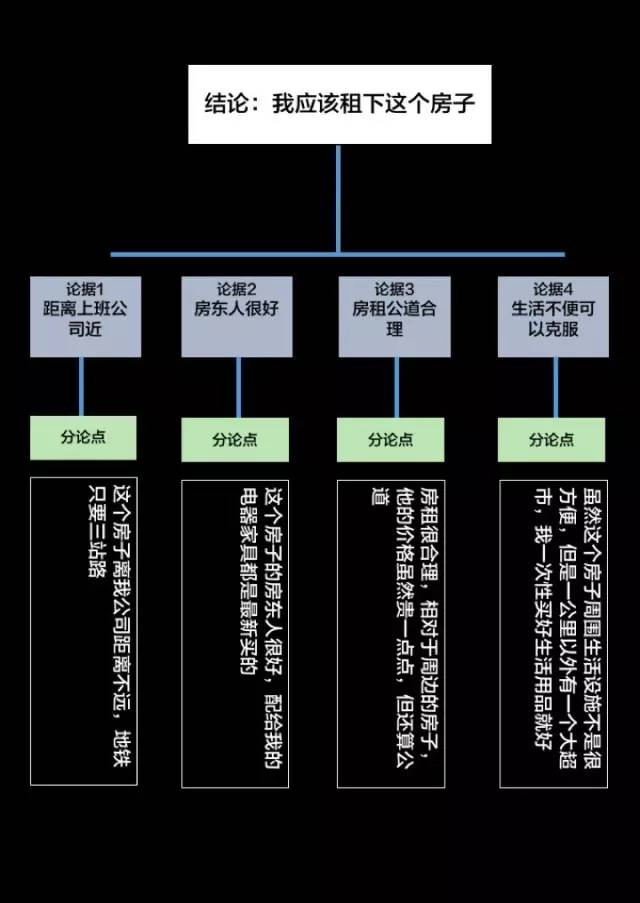 结论：我应该租下这个房子
论据1
距离上班公
司近
论据2
房东人很好
论据3
房租公道合
理
论据4
生活不便可
以克服
分论点
分论点
分论点
分论点
这个房子离我公司距离不远，地铁
只要三站路
这个房子的房东人很好，配给我的
电器家具都是最新买的
房租很合理，相对于周边的房子，
他的价格虽然贵一点点，但还算公
道
虽然这个房子周围生活设施不是很
方便，但是一公里以外有一个大超
市，我一次性买好生活用品就好